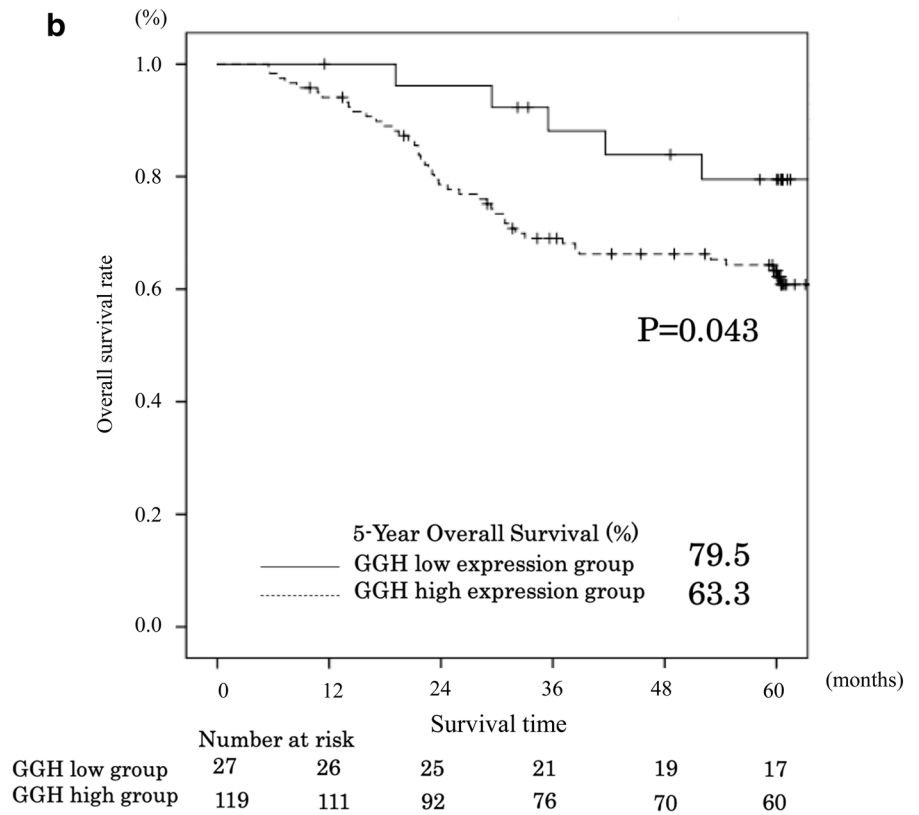 b
(%)
1.0
0.8
0.6
0.4
0.2
0.0
Overall survival rate
P=0.043
5-Year Overall Survival (%)
GGH low expression group 79.5
GGH high expression group 63.3
0 12 24 36 48 60 (months)
Survival time
Number at risk
GGH low group 27 26 25 21 19 17
GGH high group 119 111 92 76 70 60